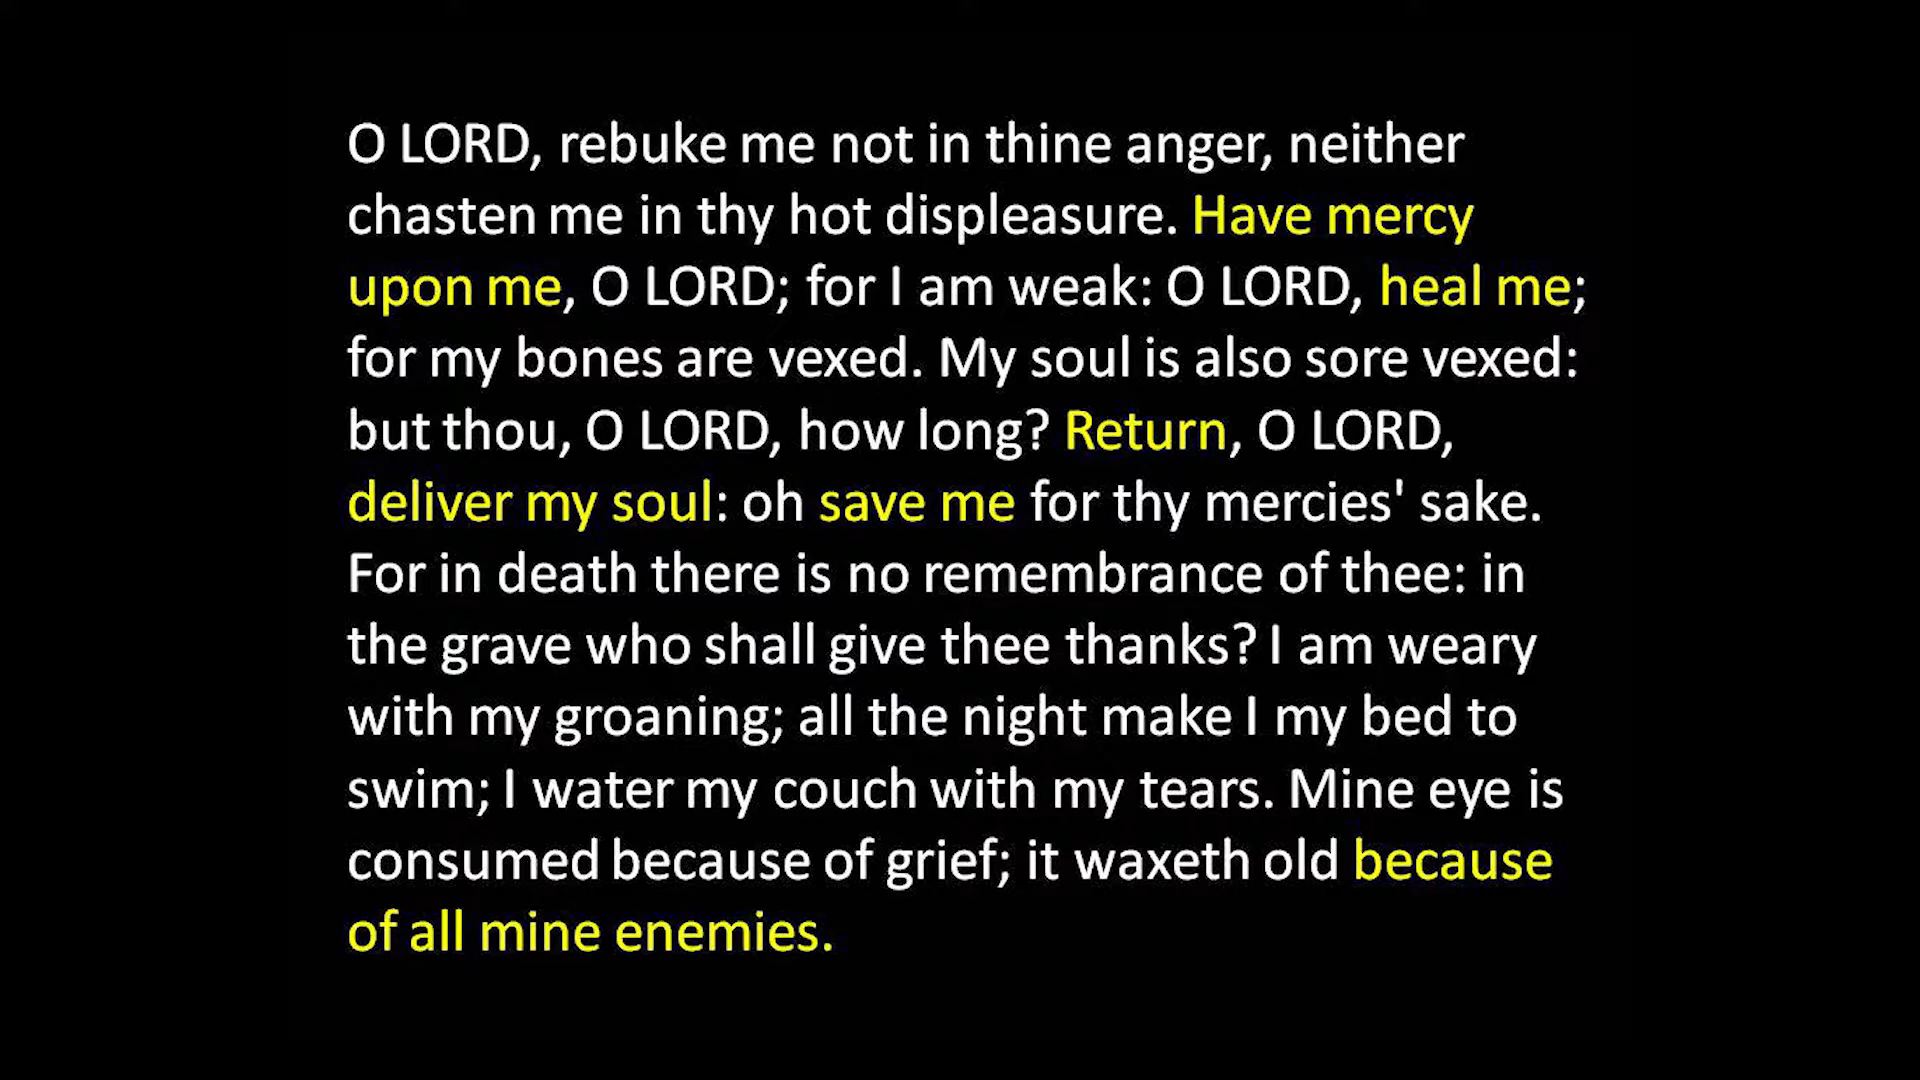 O LORD, rebuke me not in thine anger, neither
chasten me in thy hot displeasure. Have mercy
upon me, O LORD; for I am weak: O LORD, heal me;
for my bones are vexed. My soul is also sore vexed:
but thou, O LORD, how long? Return, O LORD,
deliver my soul: oh save me for thy mercies' sake.
For in death there is no remembrance of thee: in
the grave who shall give thee thanks? I am weary
with my groaning; all the night make I my bed to
swim; I water my couch with my tears. Mine eye is
consumed because of grief; it waxeth old because
of all mine enemies.